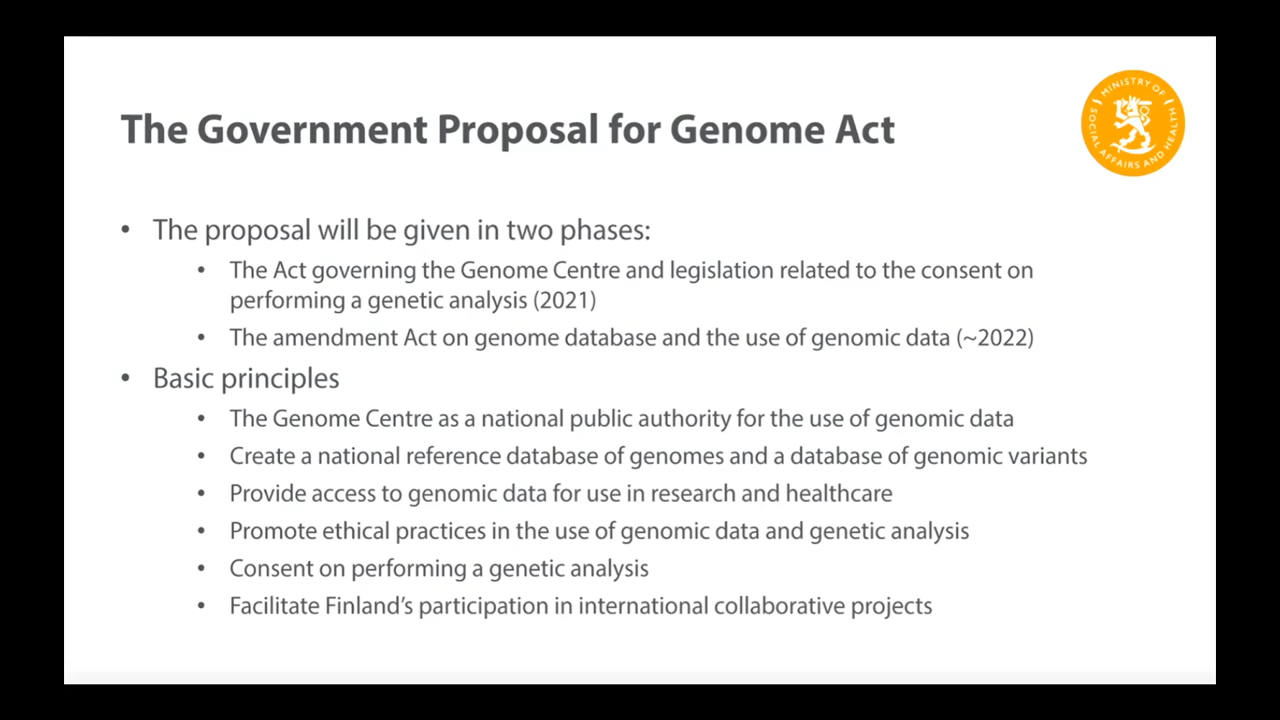 The Government Proposal for Genome Act
MINISTRY OF
SOCIAL AFFAIRS AND HEALTH
• The proposal will be given in two phases:
• The Act governing the Genome Centre and legislation related to the consent on
performing a genetic analysis (2021)
• The amendment Act on genome database and the use of genomic data (~2022)
• Basic principles
• The Genome Centre as a national public authority for the use of genomic data
• Create a national reference database of genomes and a database of genomic variants
• Provide access to genomic data for use in research and healthcare
• Promote ethical practices in the use of genomic data and genetic analysis
• Consent on performing a genetic analysis
• Facilitate Finland’s participation in international collaborative projects